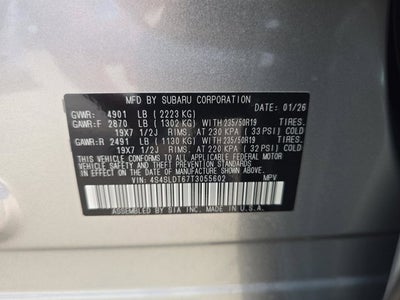 MFD. BY SUBARU CORPORATION DATE: 01/26
GVWR: 4901 LB ( 2223 KG)
GAWR:F 2870 LB ( 1302 KG) WITH 235/50R19 TIRES.
19X7 1/2J RIMS. AT 230 KPA ( 33 PSI) COLD
GAWR:R 2491 LB ( 1130 KG) WITH 235/50R19 TIRES.
19X7 1/2J RIMS. AT 220 KPA ( 32 PSI) COLD
THIS VEHICLE CONFORMS TO ALL APPLICABLE FEDERAL MOTOR
VEHICLE SAFETY, BUMPER, AND THEFT PREVENTION STANDARDS
IN EFFECT ON THE DATE OF MANUFACTURE SHOWN ABOVE.
VIN: 4S4SLDT67T3055602 MPV
ASSEMBLED BY SIA INC. MADE IN U.S.A.